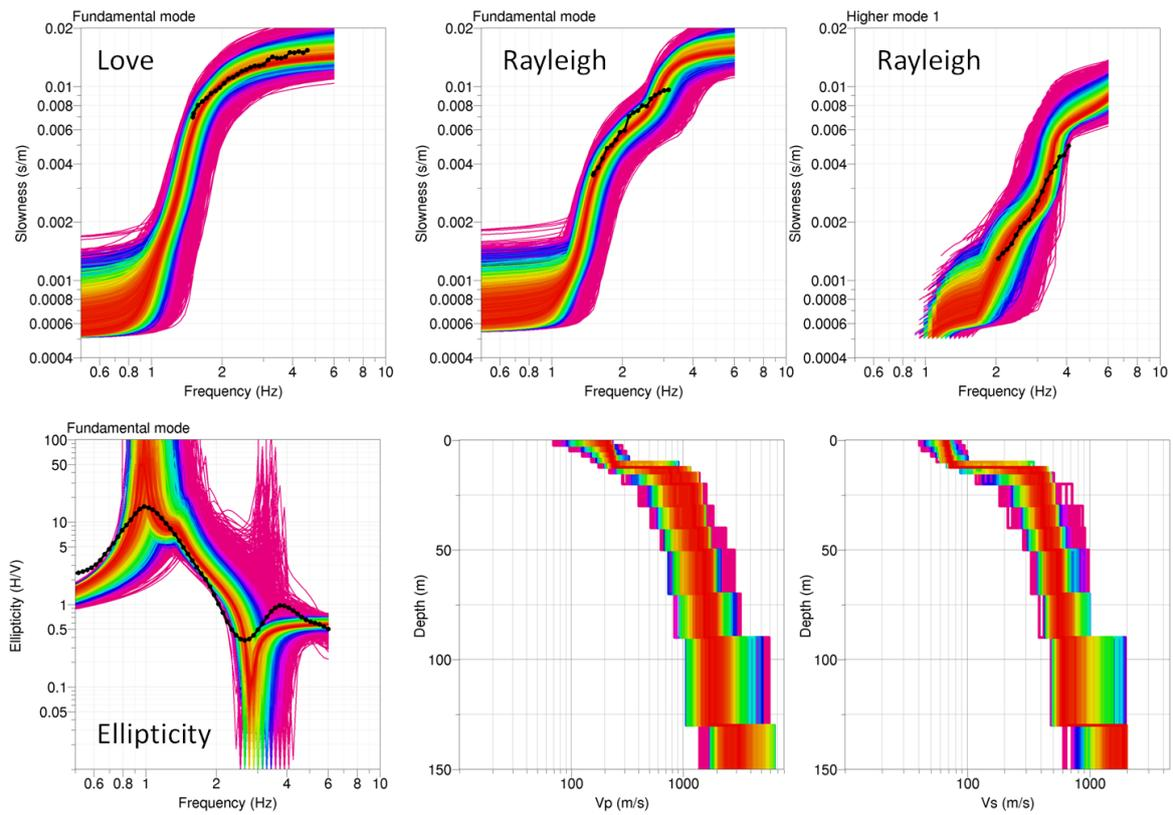 Fundamental mode
Love
Slowness (s/m)
0.02
0.01
0.008
0.006
0.004
0.002
0.001
0.0008
0.0006
0.0004
0.6 0.8 1 2 4 6 8 10
Frequency (Hz)
Fundamental mode
Rayleigh
Slowness (s/m)
0.02
0.01
0.008
0.006
0.004
0.002
0.001
0.0008
0.0006
0.0004
0.6 0.8 1 2 4 6 8 10
Frequency (Hz)
Higher mode 1
Rayleigh
Slowness (s/m)
0.02
0.01
0.008
0.006
0.004
0.002
0.001
0.0008
0.0006
0.0004
0.6 0.8 1 2 4 6 8 10
Frequency (Hz)
Fundamental mode
Ellipticity (H/V)
100
50
10
5
1
0.5
0.1
0.05
Ellipticity
0.6 0.8 1 2 4 6 8 10
Frequency (Hz)
Depth (m)
0
50
100
150
100 1000
Vp (m/s)
Depth (m)
0
50
100
150
100 1000
Vs (m/s)